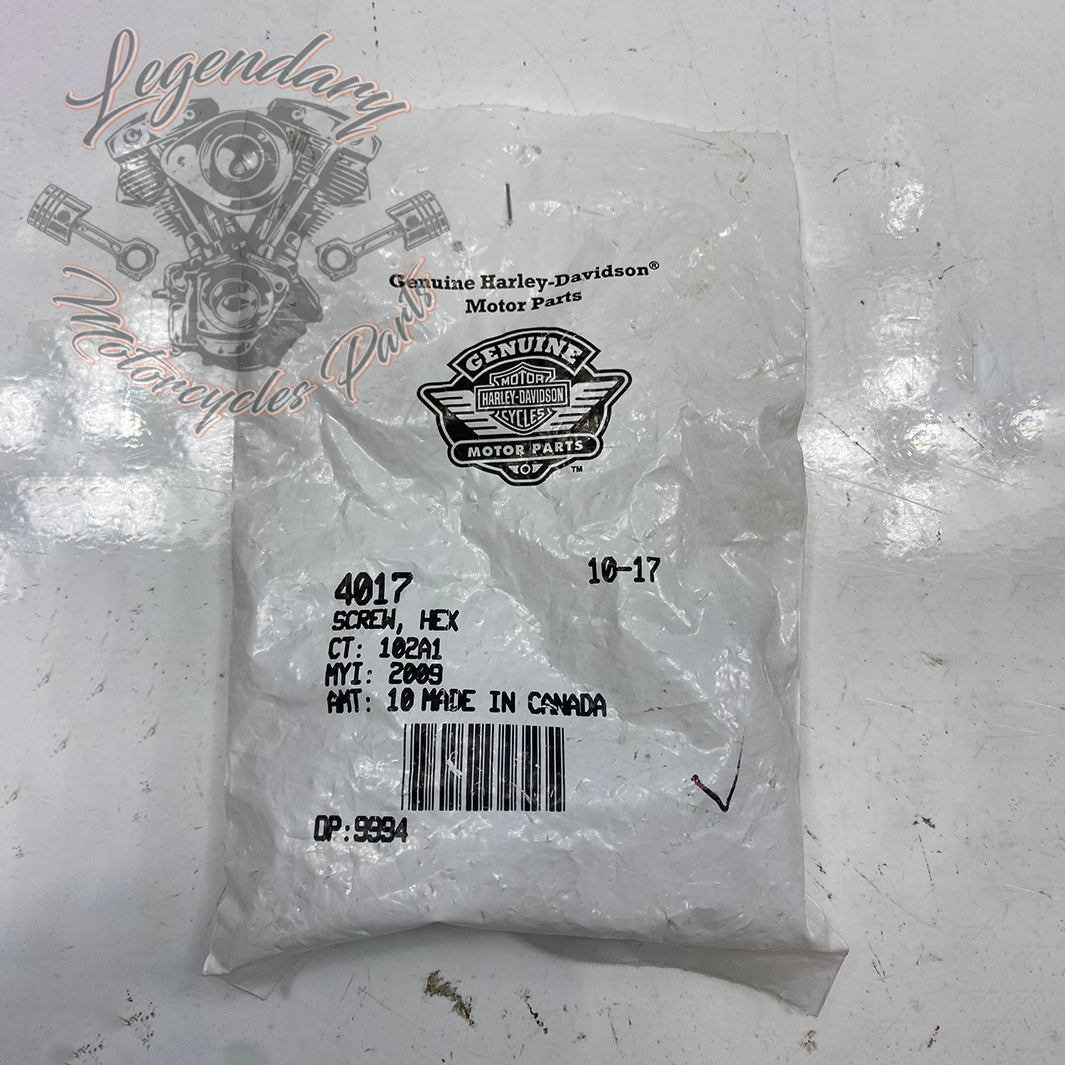 Legendary
Motorcycles Parts
Genuine Harley-Davidson®
Motor Parts
GENUINE
MOTOR
HARLEY-DAVIDSON
CYCLES
MOTOR PARTS
TM
10-17
4017
SCREW, HEX
CT: 102A1
MYI: 2009
AMT: 10 MADE IN CANADA
OP:9994